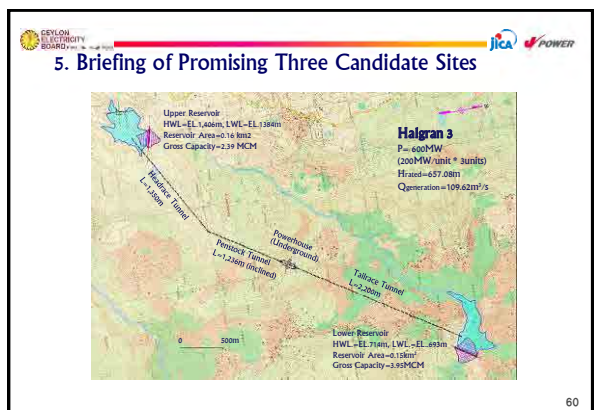 CEYLON
ELECTRICITY
BOARD
JICA
POWER
5. Briefing of Promising Three Candidate Sites
Upper Reservoir
HWL=EL.1,406m, LWL=EL.1384m
Reservoir Area=0.16 km2
Gross Capacity=2.39 MCM
Halgran 3
P= 600MW
(200MW/unit * 3units)
Hrated=657.08m
Qgeneration=109.62m³/s
Headrace Tunnel
L=1,350m
Powerhouse
(Underground)
Penstock Tunnel
L=1,236m (inclined)
Tailrace Tunnel
L=2,200m
Lower Reservoir
HWL.=EL.714m, LWL.=EL.693m
Reservoir Area=0.15km²
Gross Capacity=3.95MCM
0 500m
60